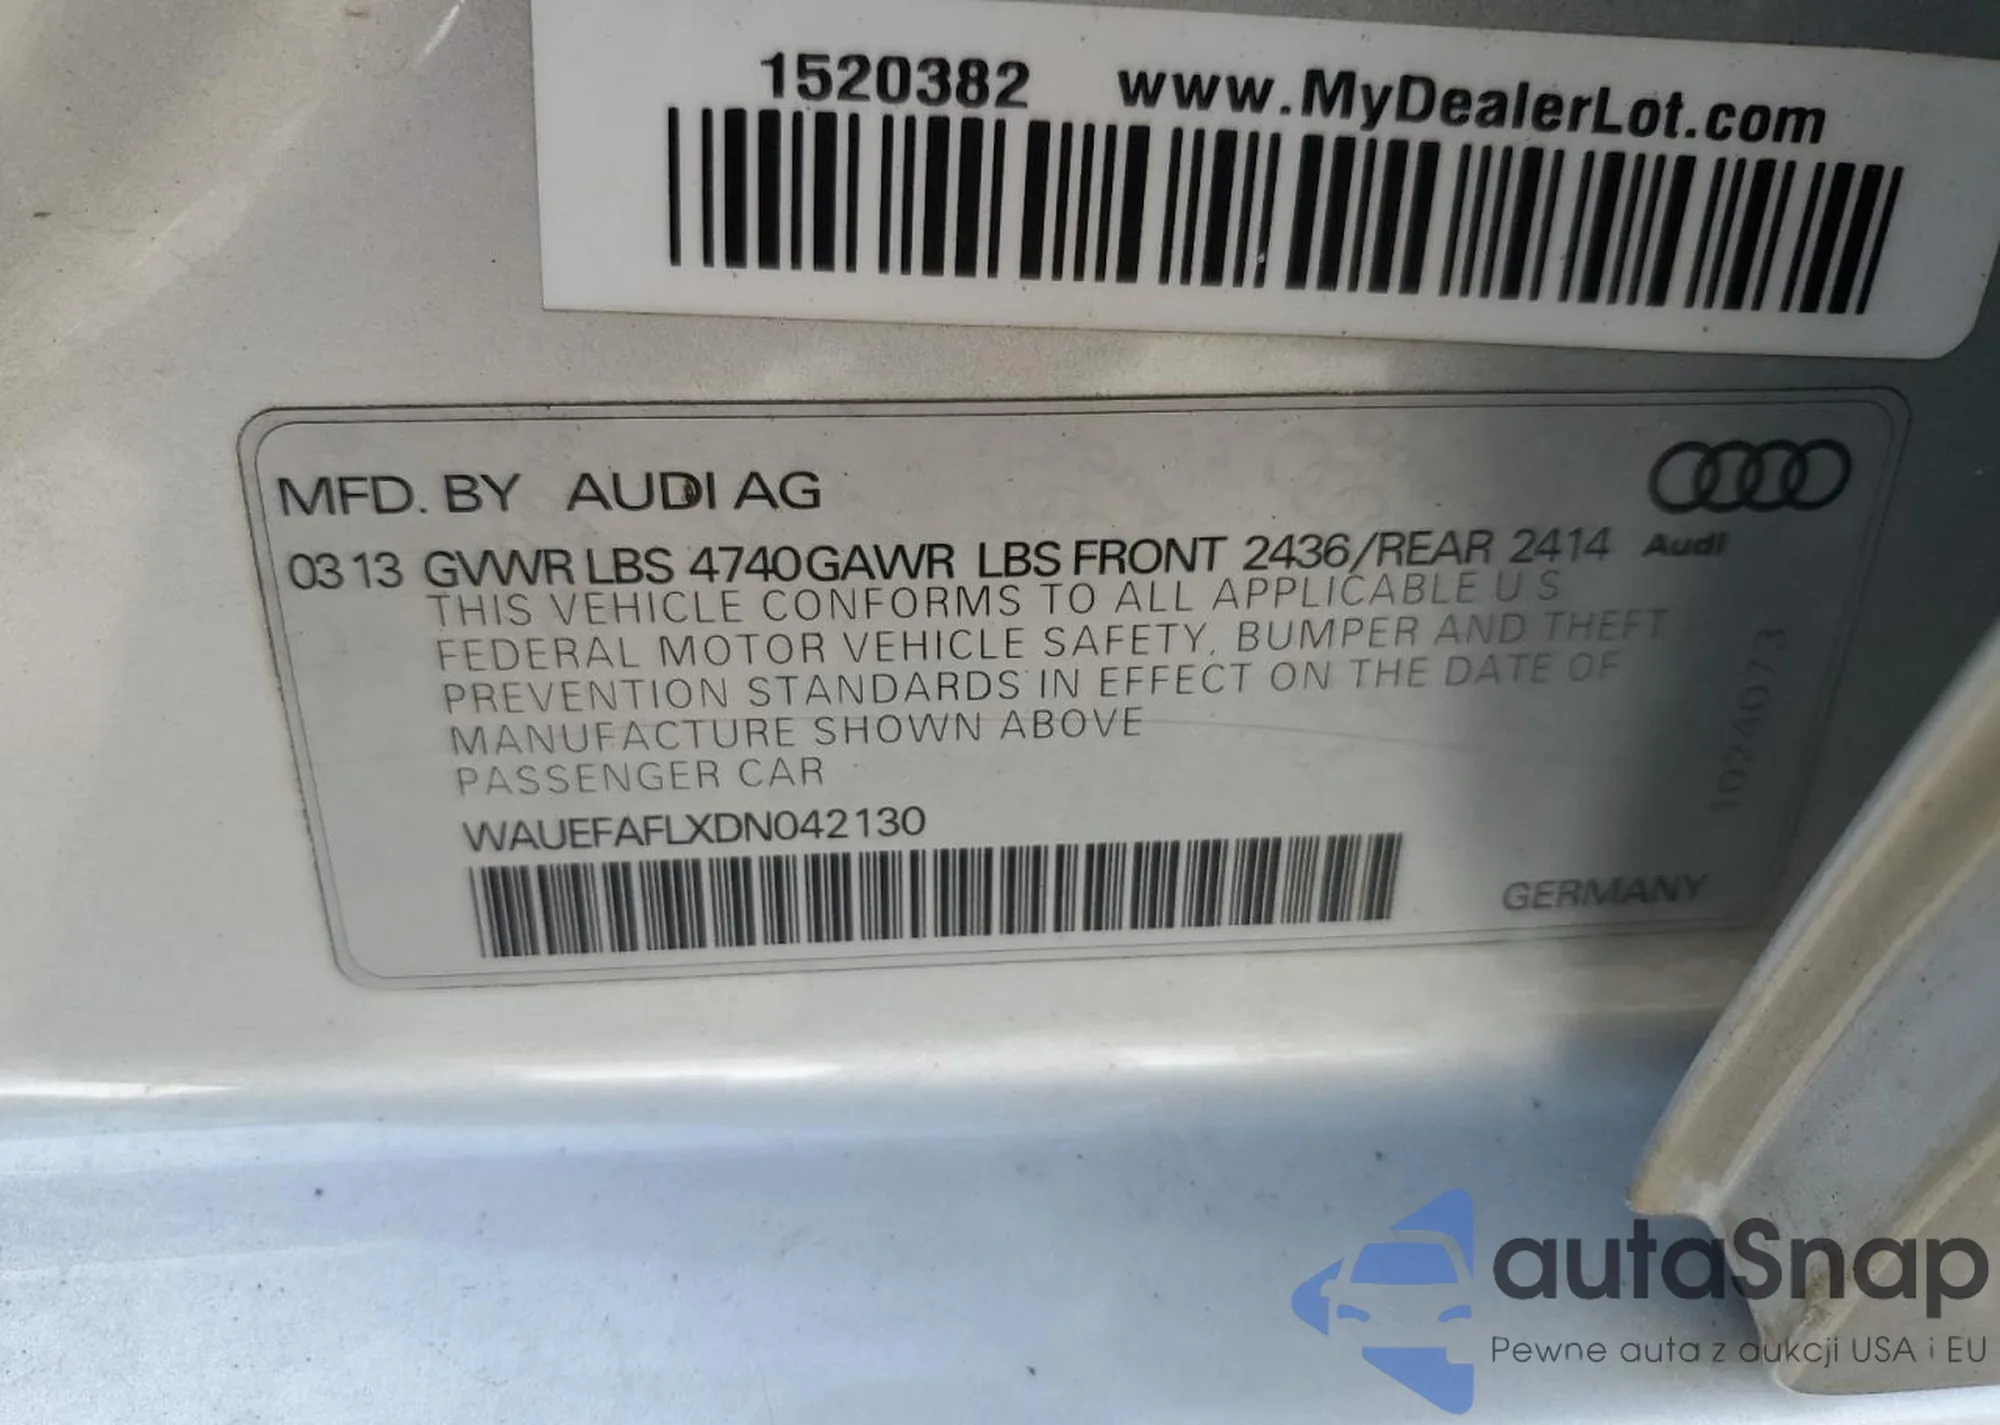 1520382 www.MyDealerLot.com
MFD. BY AUDI AG
03 13 GVWR LBS 4740 GAWR LBS FRONT 2436/REAR 2414 Audi
THIS VEHICLE CONFORMS TO ALL APPLICABLE U S
FEDERAL MOTOR VEHICLE SAFETY, BUMPER AND THEFT
PREVENTION STANDARDS IN EFFECT ON THE DATE OF
MANUFACTURE SHOWN ABOVE
PASSENGER CAR
WAUEFAFLXDN042130
GERMANY
10240073
autaSnap
Pewne auta z aukcji USA i EU